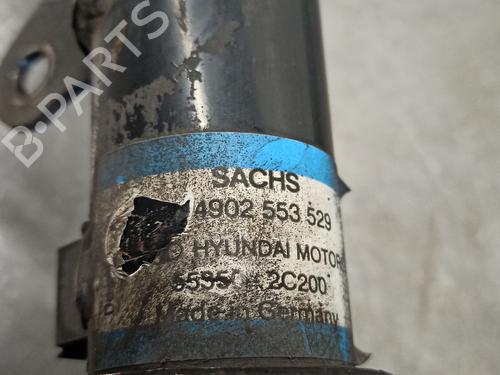 B-PARTS
SACHS
4902 553 529
HYUNDAI MOTOR
2C200
Made in Germany